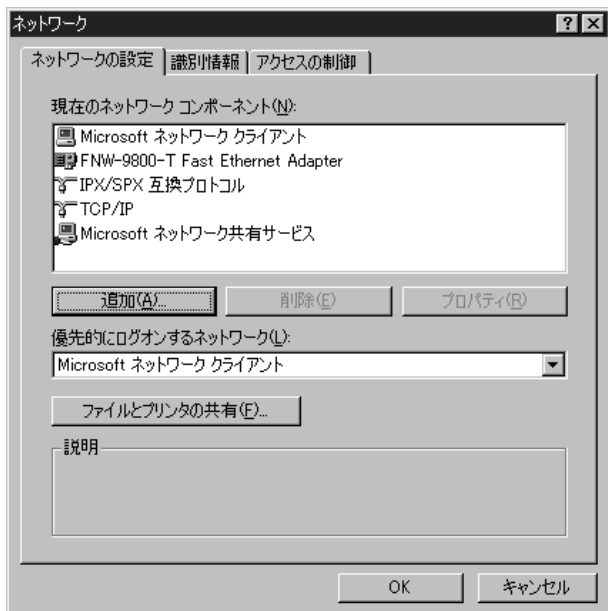 ネットワーク
ネットワークの設定 識別情報 アクセスの制御
現在のネットワーク コンポーネント(N):
Microsoft ネットワーク クライアント
FNW-9800-T Fast Ethernet Adapter
IPX/SPX 互換プロトコル
TCP/IP
Microsoft ネットワーク共有サービス
追加(A)... 削除(E) プロパティ(R)
優先的にログオンするネットワーク(L):
Microsoft ネットワーク クライアント
ファイルとプリンタの共有(F)...
説明
OK キャンセル